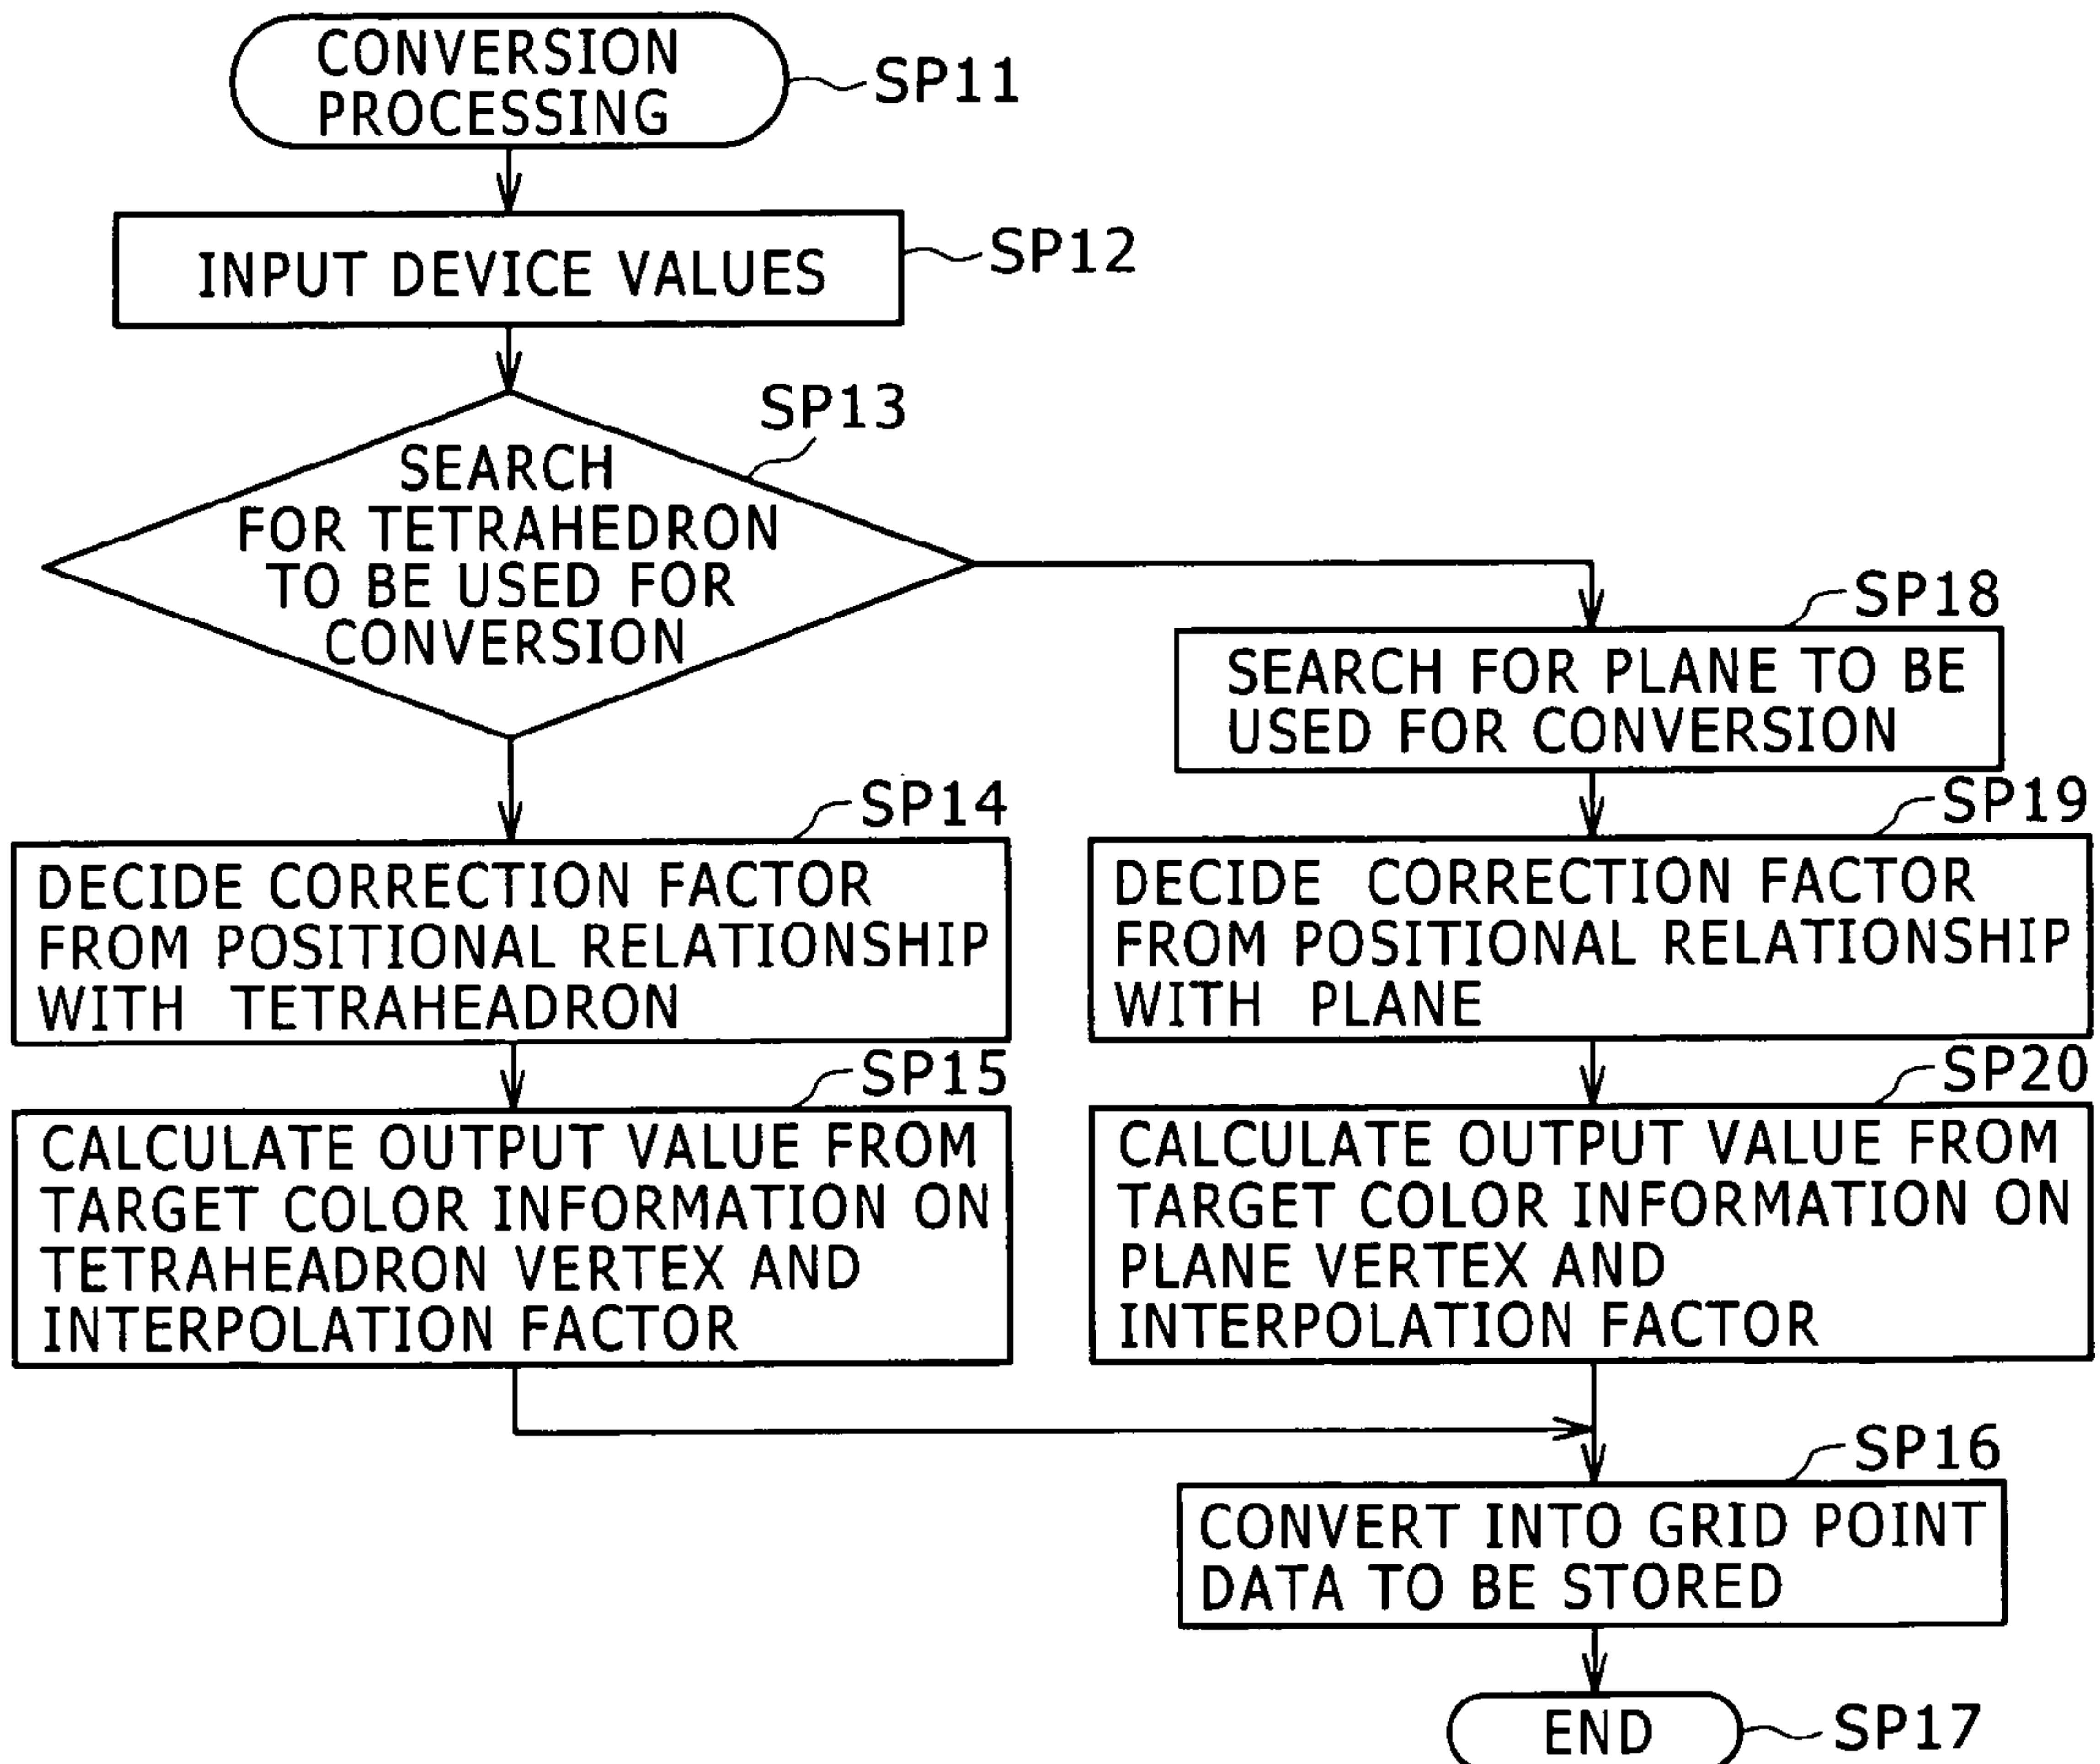 CONVERSION
PROCESSING
SP11
INPUT DEVICE VALUES
SP12
SP13
SEARCH
FOR TETRAHEDRON
TO BE USED FOR
CONVERSION
SP14
DECIDE CORRECTION FACTOR
FROM POSITIONAL RELATIONSHIP
WITH TETRAHEADRON
SP15
CALCULATE OUTPUT VALUE FROM
TARGET COLOR INFORMATION ON
TETRAHEADRON VERTEX AND
INTERPOLATION FACTOR
SP18
SEARCH FOR PLANE TO BE
USED FOR CONVERSION
SP19
DECIDE CORRECTION FACTOR
FROM POSITIONAL RELATIONSHIP
WITH PLANE
SP20
CALCULATE OUTPUT VALUE FROM
TARGET COLOR INFORMATION ON
PLANE VERTEX AND
INTERPOLATION FACTOR
SP16
CONVERT INTO GRID POINT
DATA TO BE STORED
END
SP17